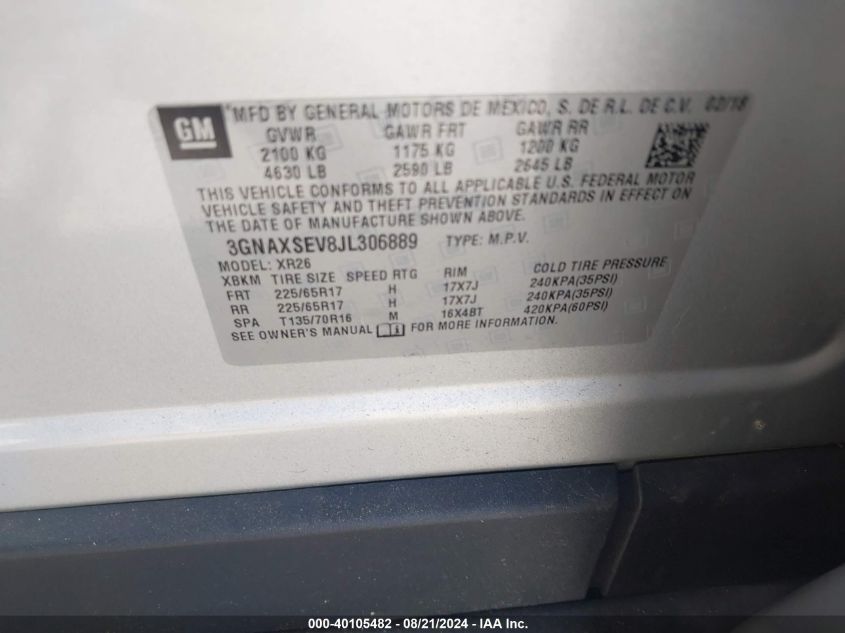 GM
*MFD BY GENERAL MOTORS DE MEXICO, S. DE R.L. DE C.V. 02/18
GVWR GAWR FRT GAWR RR
2100 KG 1175 KG 1200 KG
4630 LB 2590 LB 2645 LB
THIS VEHICLE CONFORMS TO ALL APPLICABLE U.S. FEDERAL MOTOR
VEHICLE SAFETY AND THEFT PREVENTION STANDARDS IN EFFECT ON
THE DATE OF MANUFACTURE SHOWN ABOVE.
3GNAXSEV8JL306889 TYPE: M.P.V.
MODEL: XR26
XBKM TIRE SIZE SPEED RTG RIM COLD TIRE PRESSURE
FRT 225/65R17 H 17X7J 240KPA(35PSI)
RR 225/65R17 H 17X7J 240KPA(35PSI)
SPA T135/70R16 M 16X4BT 420KPA(60PSI)
SEE OWNER'S MANUAL FOR MORE INFORMATION.
000-40105482 - 08/21/2024 - IAAI.com.